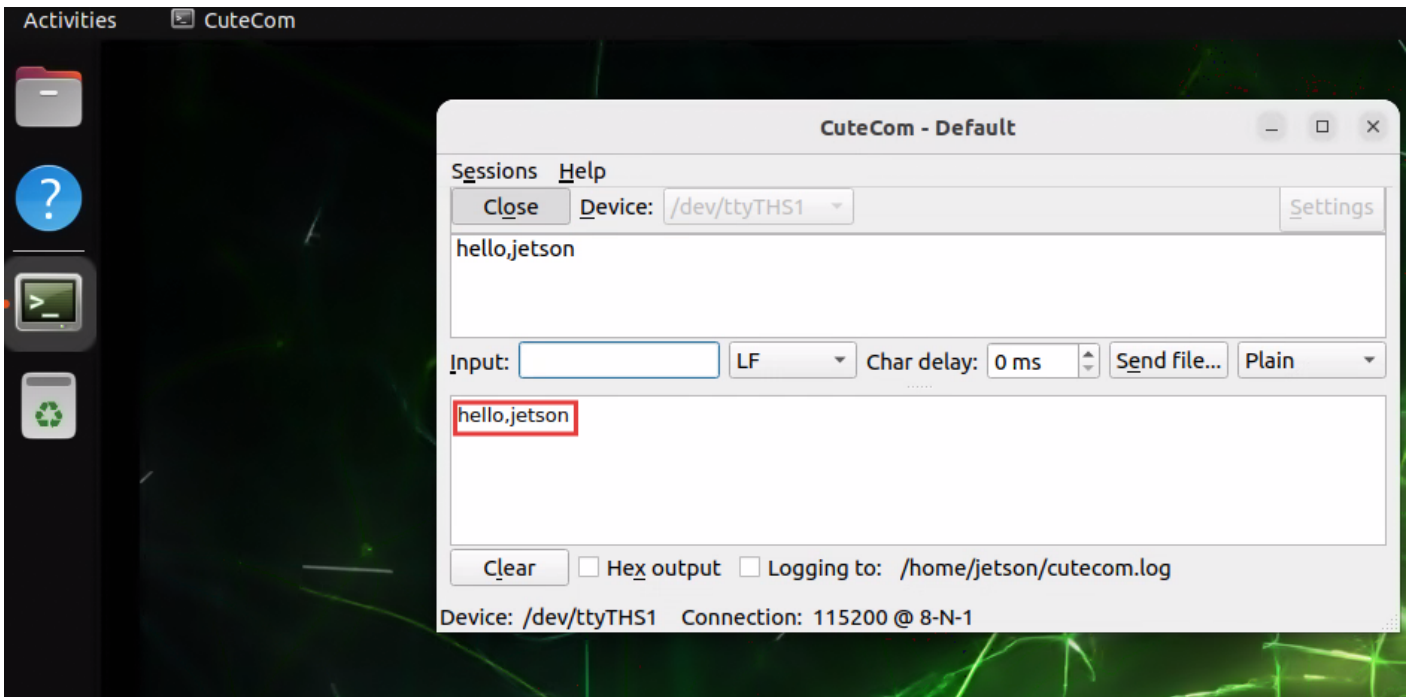 Activities CuteCom
CuteCom - Default
Sessions Help
Close Device: /dev/ttyTHS1 Settings
hello,jetson
Input: LF Char delay: 0 ms Send file... Plain
hello,jetson
Clear Hex output Logging to: /home/jetson/cutecom.log
Device: /dev/ttyTHS1 Connection: 115200 @ 8-N-1